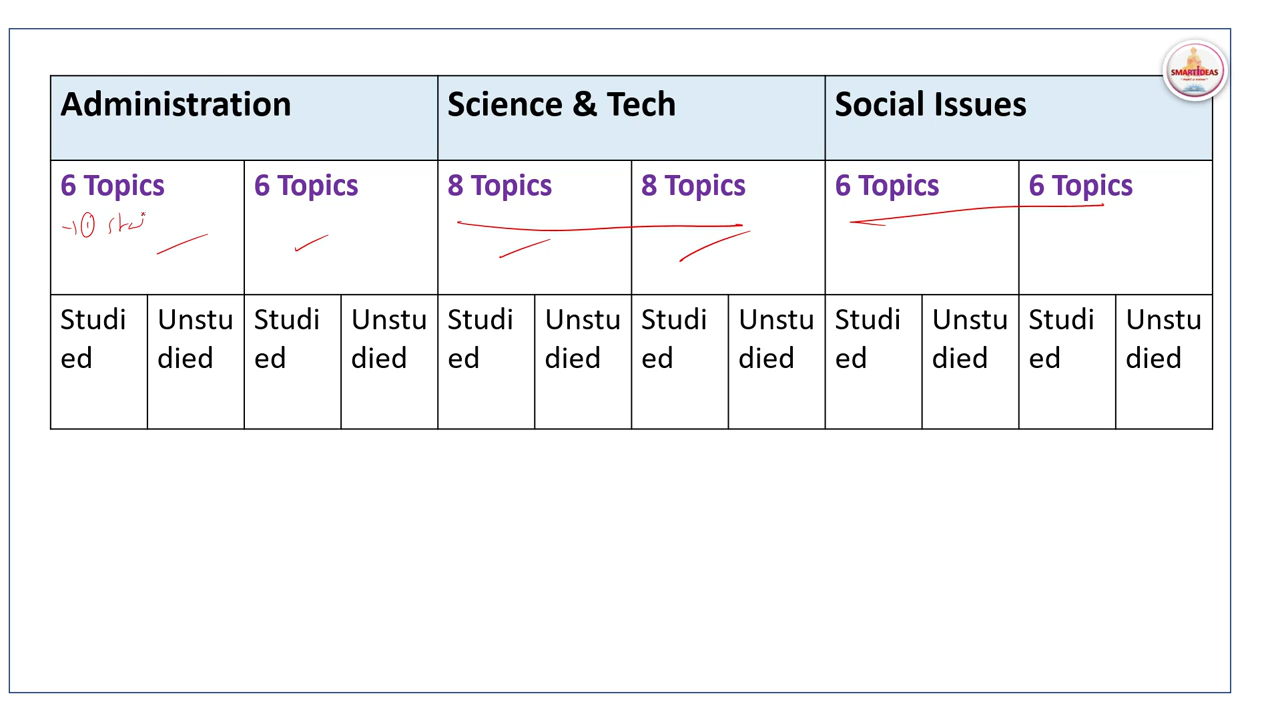 SMARTIDEAS
Administration
Science & Tech
Social Issues
6 Topics
6 Topics
8 Topics
8 Topics
6 Topics
6 Topics
Studi
ed
Unstu
died
Studi
ed
Unstu
died
Studi
ed
Unstu
died
Studi
ed
Unstu
died
Studi
ed
Unstu
died
Studi
ed
Unstu
died